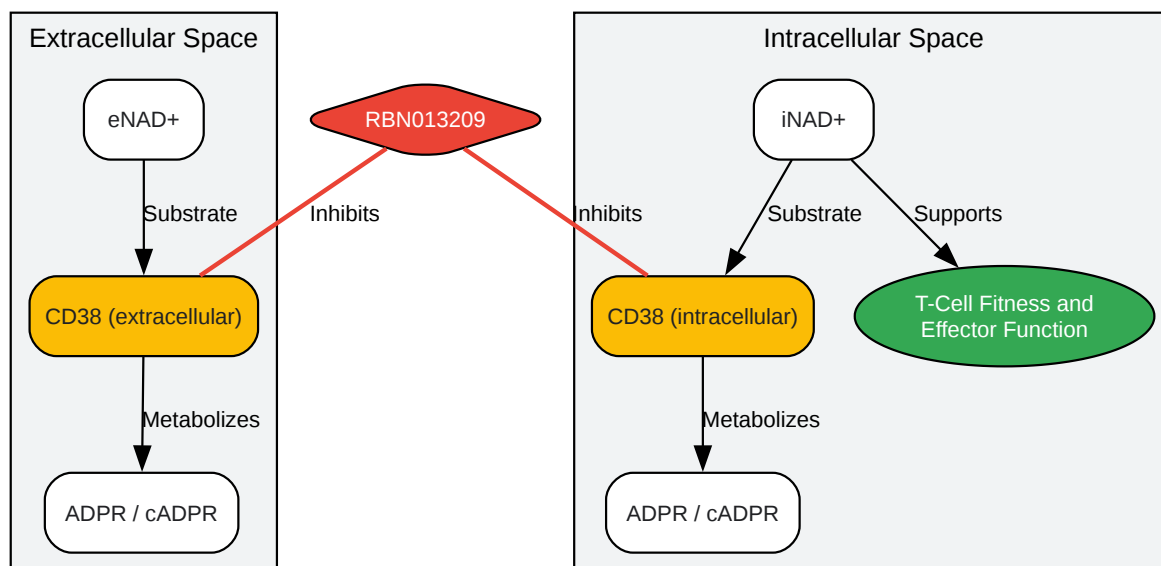 Extracellular Space
Intracellular Space
eNAD+
RBN013209
iNAD+
Substrate
Inhibits
Inhibits
Substrate
Supports
CD38 (extracellular)
CD38 (intracellular)
T-Cell Fitness and
Effector Function
Metabolizes
Metabolizes
ADPR / cADPR
ADPR / cADPR